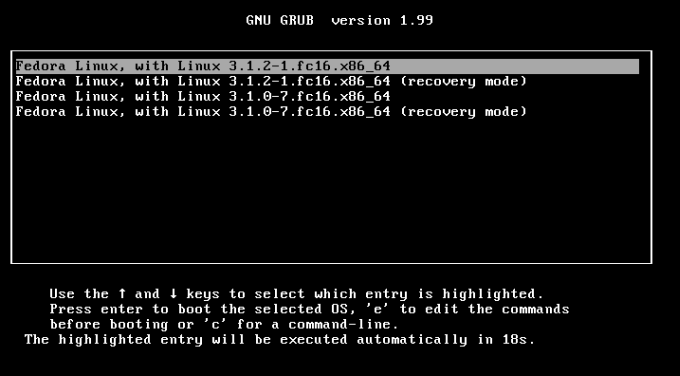 GNU GRUB  version 1.99
Fedora Linux, with Linux 3.1.2-1.fc16.x86_64
Fedora Linux, with Linux 3.1.2-1.fc16.x86_64 (recovery mode)
Fedora Linux, with Linux 3.1.0-7.fc16.x86_64
Fedora Linux, with Linux 3.1.0-7.fc16.x86_64 (recovery mode)
Use the ↑ and ↓ keys to select which entry is highlighted.
Press enter to boot the selected OS, 'e' to edit the commands
before booting or 'c' for a command-line.
The highlighted entry will be executed automatically in 18s.